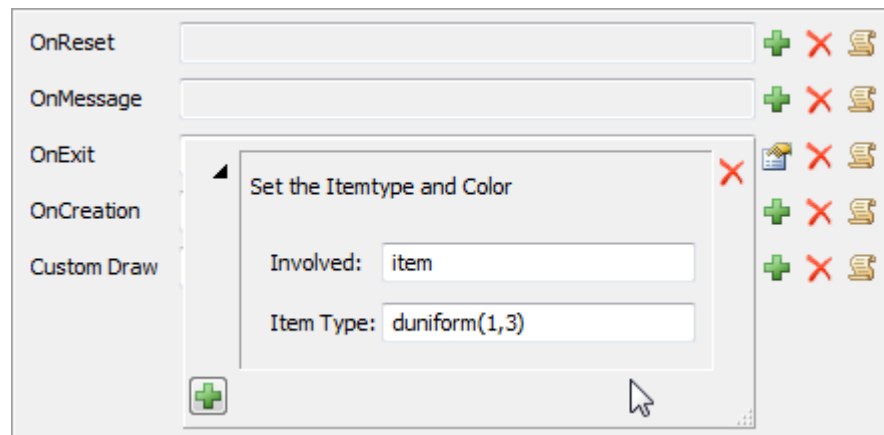 OnReset
OnMessage
OnExit
Set the Itemtype and Color
OnCreation
Involved: item
Custom Draw
Item Type: duniform(1,3)